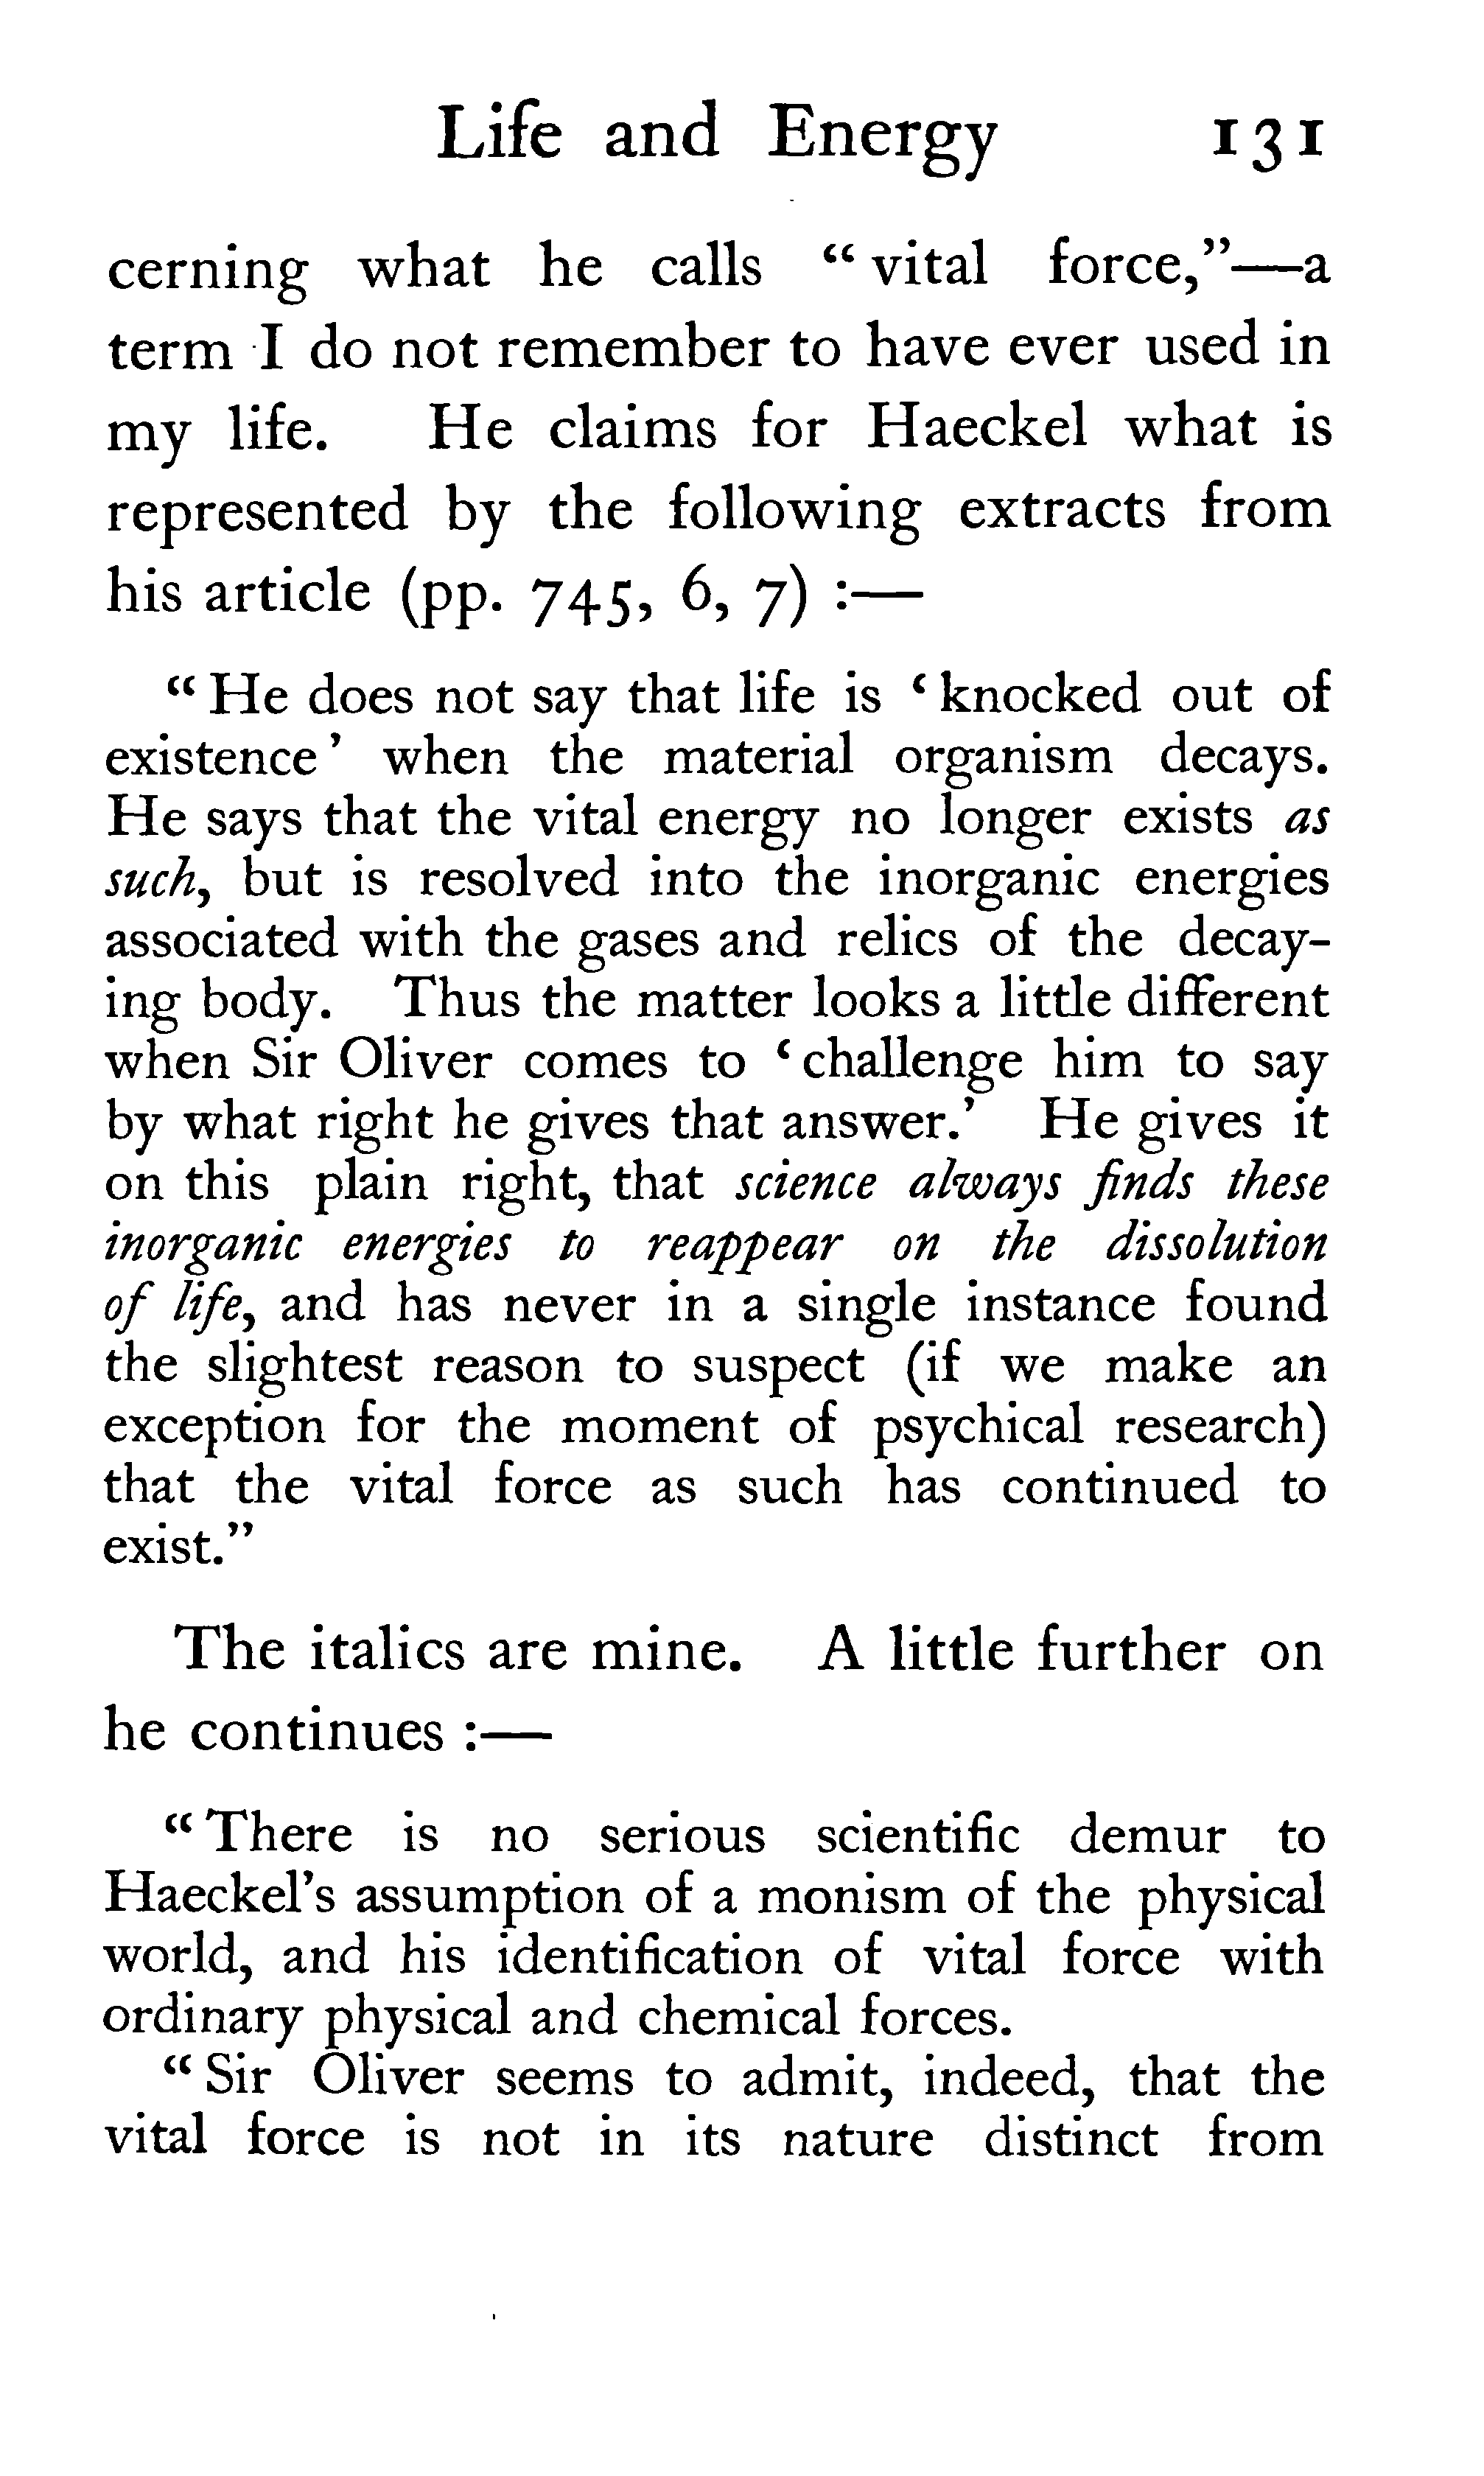 Life and Energy 131
cerning what he calls “ vital force,”—a
term I do not remember to have ever used in
my life. He claims for Haeckel what is
represented by the following extracts from
his article (pp. 745, 6, 7) :—
“ He does not say that life is ‘ knocked out of
existence ’ when the material organism decays.
He says that the vital energy no longer exists as
such, but is resolved into the inorganic energies
associated with the gases and relics of the decay-
ing body. Thus the matter looks a little different
when Sir Oliver comes to ‘ challenge him to say
by what right he gives that answer.’ He gives it
on this plain right, that science always finds these
inorganic energies to reappear on the dissolution
of life, and has never in a single instance found
the slightest reason to suspect (if we make an
exception for the moment of psychical research)
that the vital force as such has continued to
exist.”
The italics are mine. A little further on
he continues :—
“ There is no serious scientific demur to
Haeckel’s assumption of a monism of the physical
world, and his identification of vital force with
ordinary physical and chemical forces.
“ Sir Oliver seems to admit, indeed, that the
vital force is not in its nature distinct from